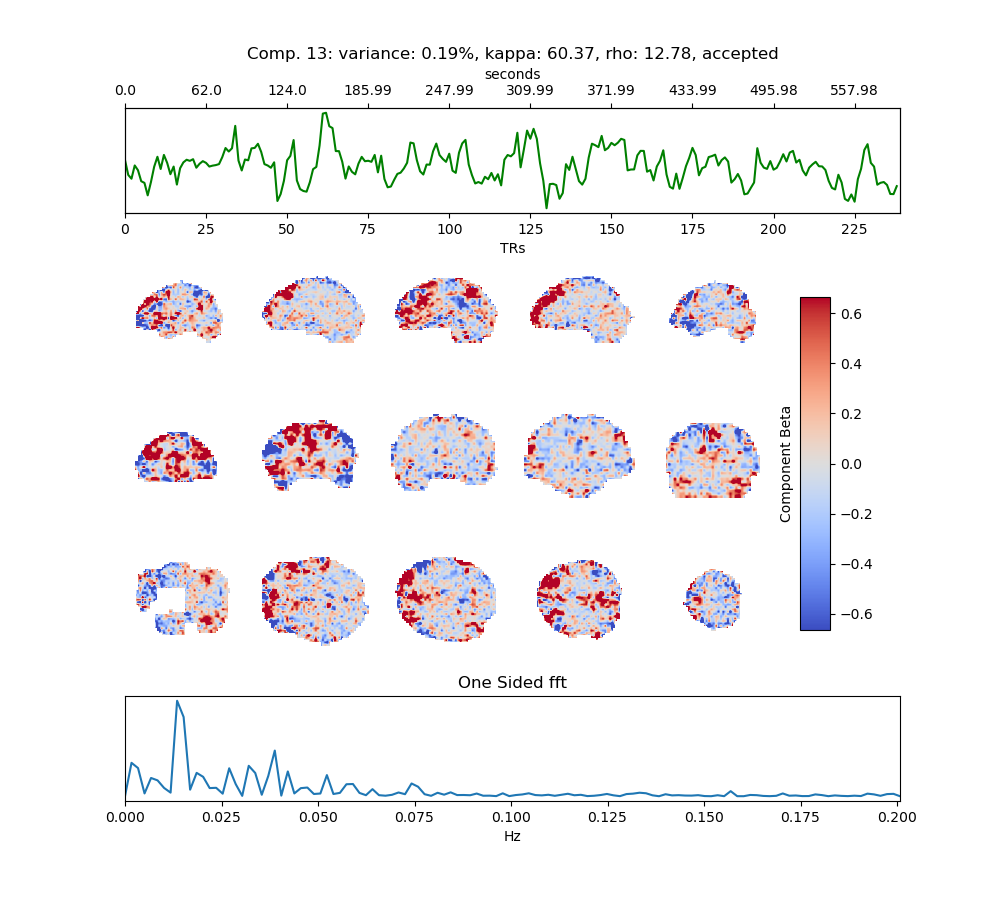 Comp. 13: variance: 0.19%, kappa: 60.37, rho: 12.78, accepted
seconds
0.0 62.0 124.0 185.99 247.99 309.99 371.99 433.99 495.98 557.98
0 25 50 75 100 125 150 175 200 225
TRs
0.6
0.4
0.2
0.0
−0.2
−0.4
−0.6
Component Beta
One Sided fft
0.000 0.025 0.050 0.075 0.100 0.125 0.150 0.175 0.200
Hz